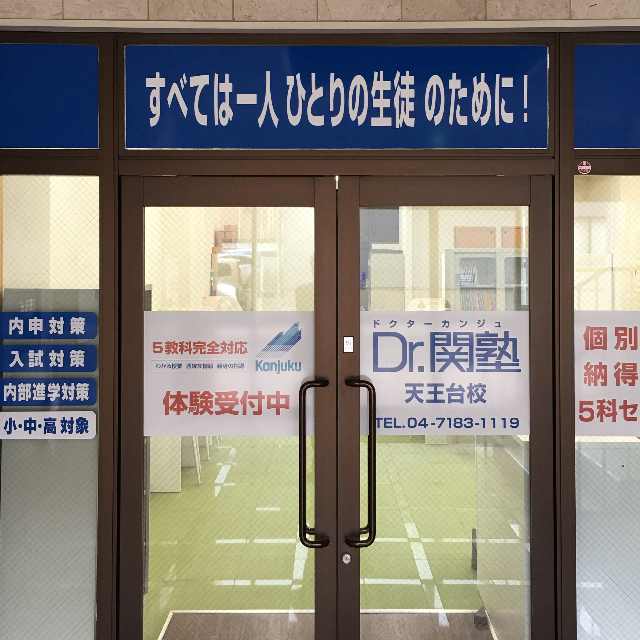 すべては一人ひとりの生徒のために！
内申対策
入試対策
内部進学対策
小・中・高対象
5教科完全対応
Kanjuku
体験受付中
ドクターカンジュ
Dr.関塾
天王台校
TEL.04-7183-1119
個別
納得
5科セ